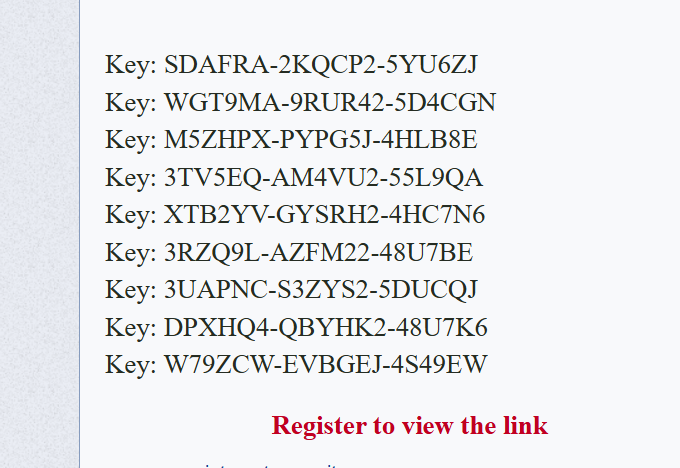 Key: SDAFRA-2KQCP2-5YU6ZJ
Key: WGT9MA-9RUR42-5D4CGN
Key: M5ZHPX-PYPG5J-4HLB8E
Key: 3TV5EQ-AM4VU2-55L9QA
Key: XTB2YV-GYSRH2-4HC7N6
Key: 3RZQ9L-AZFM22-48U7BE
Key: 3UAPNC-S3ZYS2-5DUCQJ
Key: DPXHQ4-QBYHK2-48U7K6
Key: W79ZCW-EVBGEJ-4S49EW
Register to view the link